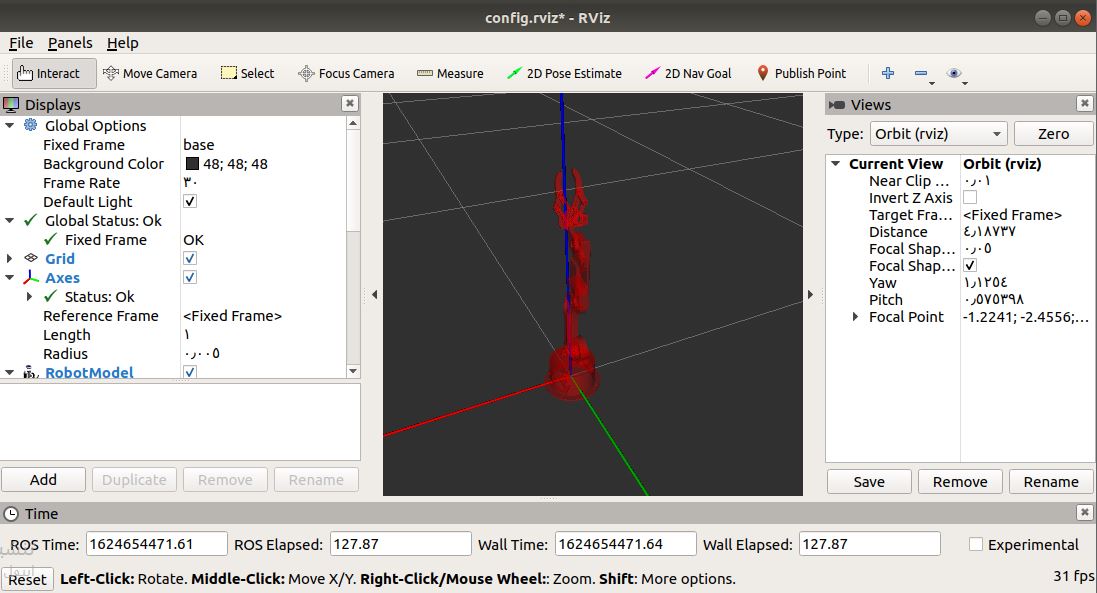 config.rviz* - RViz
File Panels Help
Interact Move Camera Select Focus Camera Measure 2D Pose Estimate 2D Nav Goal Publish Point
Displays
Global Options
Fixed Frame base
Background Color 48; 48; 48
Frame Rate ٣٠
Default Light
Global Status: Ok
Fixed Frame OK
Grid
Axes
Status: Ok
Reference Frame <Fixed Frame>
Length ١
Radius ٠٫٠٠٥
RobotModel
Add Duplicate Remove Rename
Views
Type: Orbit (rviz) Zero
Current View Orbit (rviz)
Near Clip ... ٠٫٠١
Invert Z Axis
Target Fra... <Fixed Frame>
Distance ٤٫١٨٧٣٧
Focal Shap... ٠٫٠٥
Focal Shap...
Yaw ١٫١٢٥٤
Pitch ٠٫٥٧٥٣٩٨
Focal Point -1.2241; -2.4556;...
Save Remove Rename
Time
ROS Time: 1624654471.61 ROS Elapsed: 127.87 Wall Time: 1624654471.64 Wall Elapsed: 127.87 Experimental
Reset Left-Click: Rotate. Middle-Click: Move X/Y. Right-Click/Mouse Wheel:: Zoom. Shift: More options. 31 fps